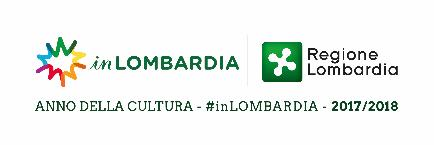 inLOMBARDIA
Regione
Lombardia
ANNO DELLA CULTURA - #inLOMBARDIA - 2017/2018